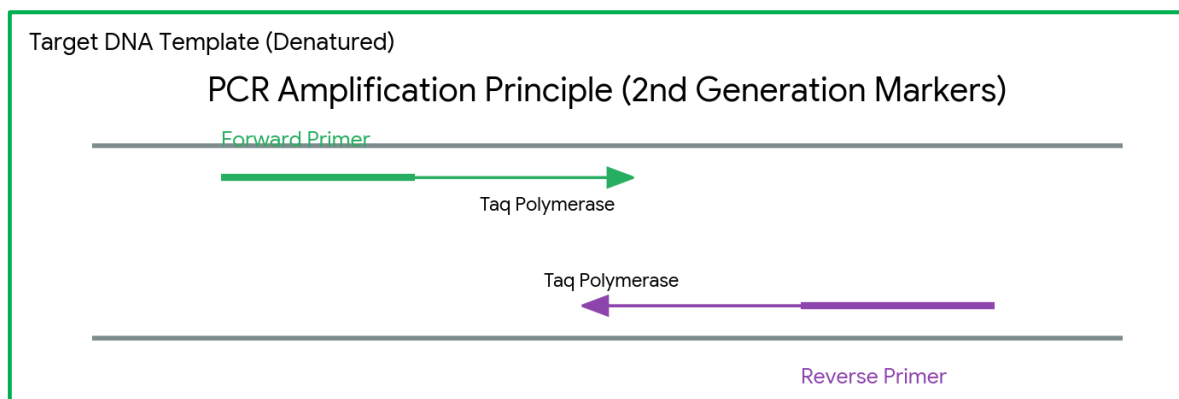 Target DNA Template (Denatured)
PCR Amplification Principle (2nd Generation Markers)
Forward Primer
Taq Polymerase
Taq Polymerase
Reverse Primer